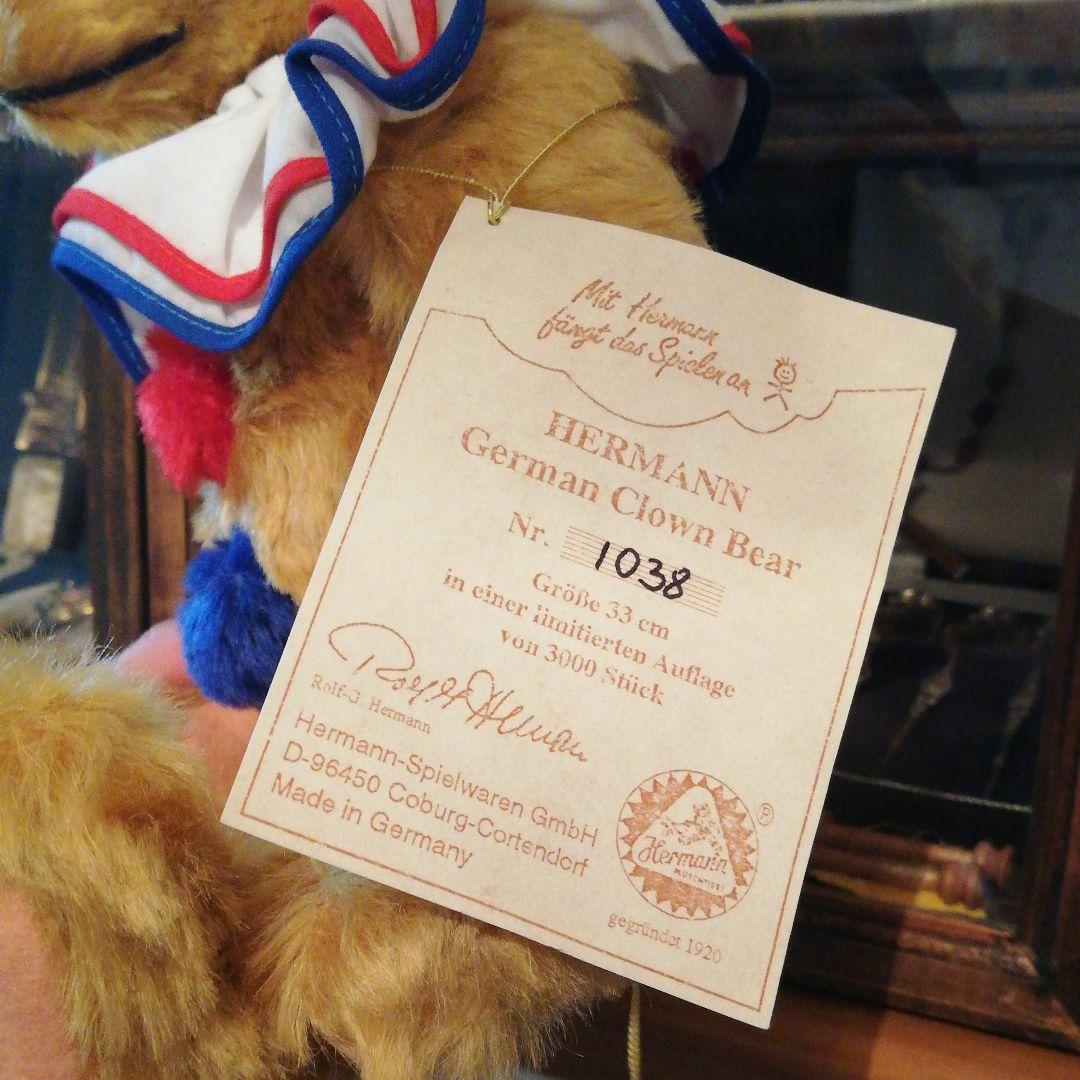 Mit Hermann
fängt das Spielen an
HERMANN
German Clown Bear
Nr. 1038
Größe 33 cm
in einer limitierten Auflage
von 3000 Stück
Rolf-G. Hermann
Hermann-Spielwaren GmbH
D-96450 Coburg-Cortendorf
Made in Germany
Hermann
PLÜSCHTIERE
®
gegründet 1920